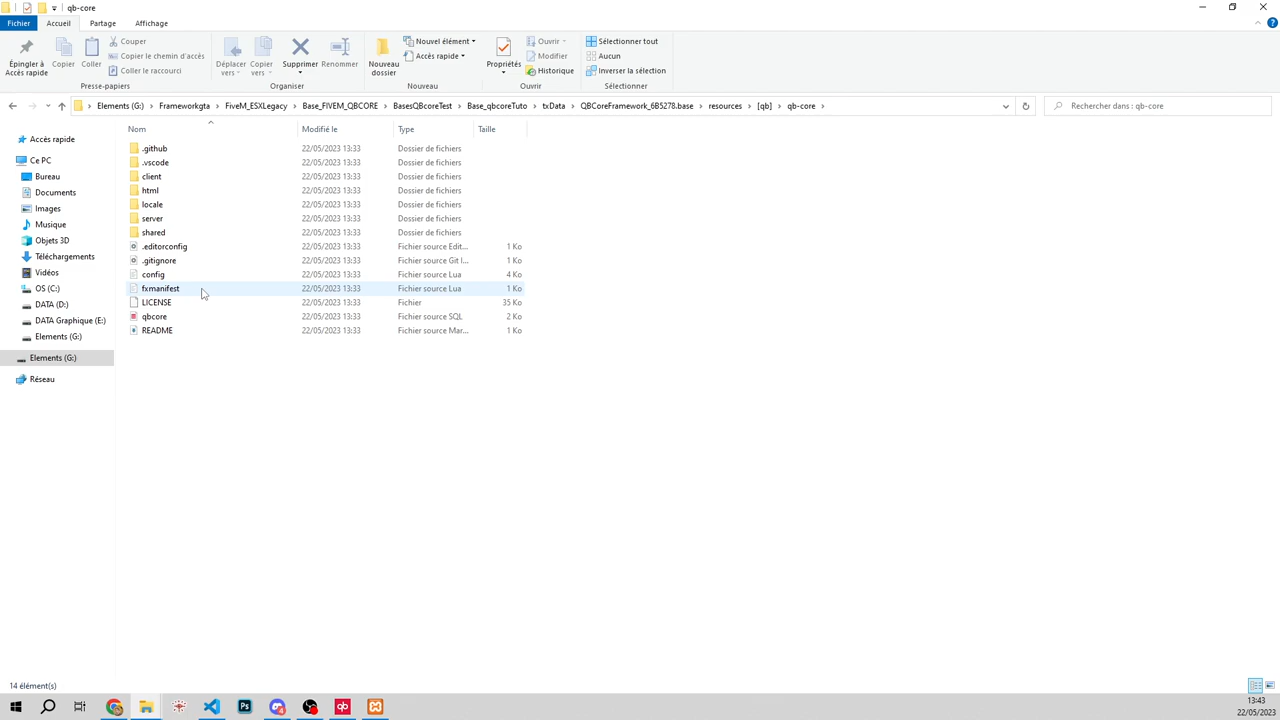 qb-core
Fichier Accueil Partage Affichage
Épingler à Accès rapide
Copier
Coller
Couper
Copier le chemin d'accès
Coller le raccourci
Presse-papiers
Déplacer vers
Copier vers
Supprimer
Renommer
Organiser
Nouveau dossier
Nouvel élément
Accès rapide
Nouveau
Propriétés
Ouvrir
Modifier
Historique
Ouvrir
Sélectionner tout
Aucun
Inverser la sélection
Sélectionner
Elements (G:) > Frameworkgta > FiveM_ESXLegacy > Base_FIVEM_QBCORE > BasesQBcoreTest > Base_qbcoreTuto > txData > QBCoreFramework_6B5278.base > resources > [qb] > qb-core >
Rechercher dans : qb-core
Accès rapide
Ce PC
Bureau
Documents
Images
Musique
Objets 3D
Téléchargements
Vidéos
OS (C:)
DATA (D:)
DATA Graphique (E:)
Elements (G:)
Elements (G:)
Réseau
Nom Modifié le Type Taille
.github 22/05/2023 13:33 Dossier de fichiers
.vscode 22/05/2023 13:33 Dossier de fichiers
client 22/05/2023 13:33 Dossier de fichiers
html 22/05/2023 13:33 Dossier de fichiers
locale 22/05/2023 13:33 Dossier de fichiers
server 22/05/2023 13:33 Dossier de fichiers
shared 22/05/2023 13:33 Dossier de fichiers
.editorconfig 22/05/2023 13:33 Fichier source Edit... 1 Ko
.gitignore 22/05/2023 13:33 Fichier source Git I... 1 Ko
config 22/05/2023 13:33 Fichier source Lua 4 Ko
fxmanifest 22/05/2023 13:33 Fichier source Lua 1 Ko
LICENSE 22/05/2023 13:33 Fichier 35 Ko
qbcore 22/05/2023 13:33 Fichier source SQL 2 Ko
README 22/05/2023 13:33 Fichier source Mar... 1 Ko
14 élément(s)
qb
13:43
22/05/2023